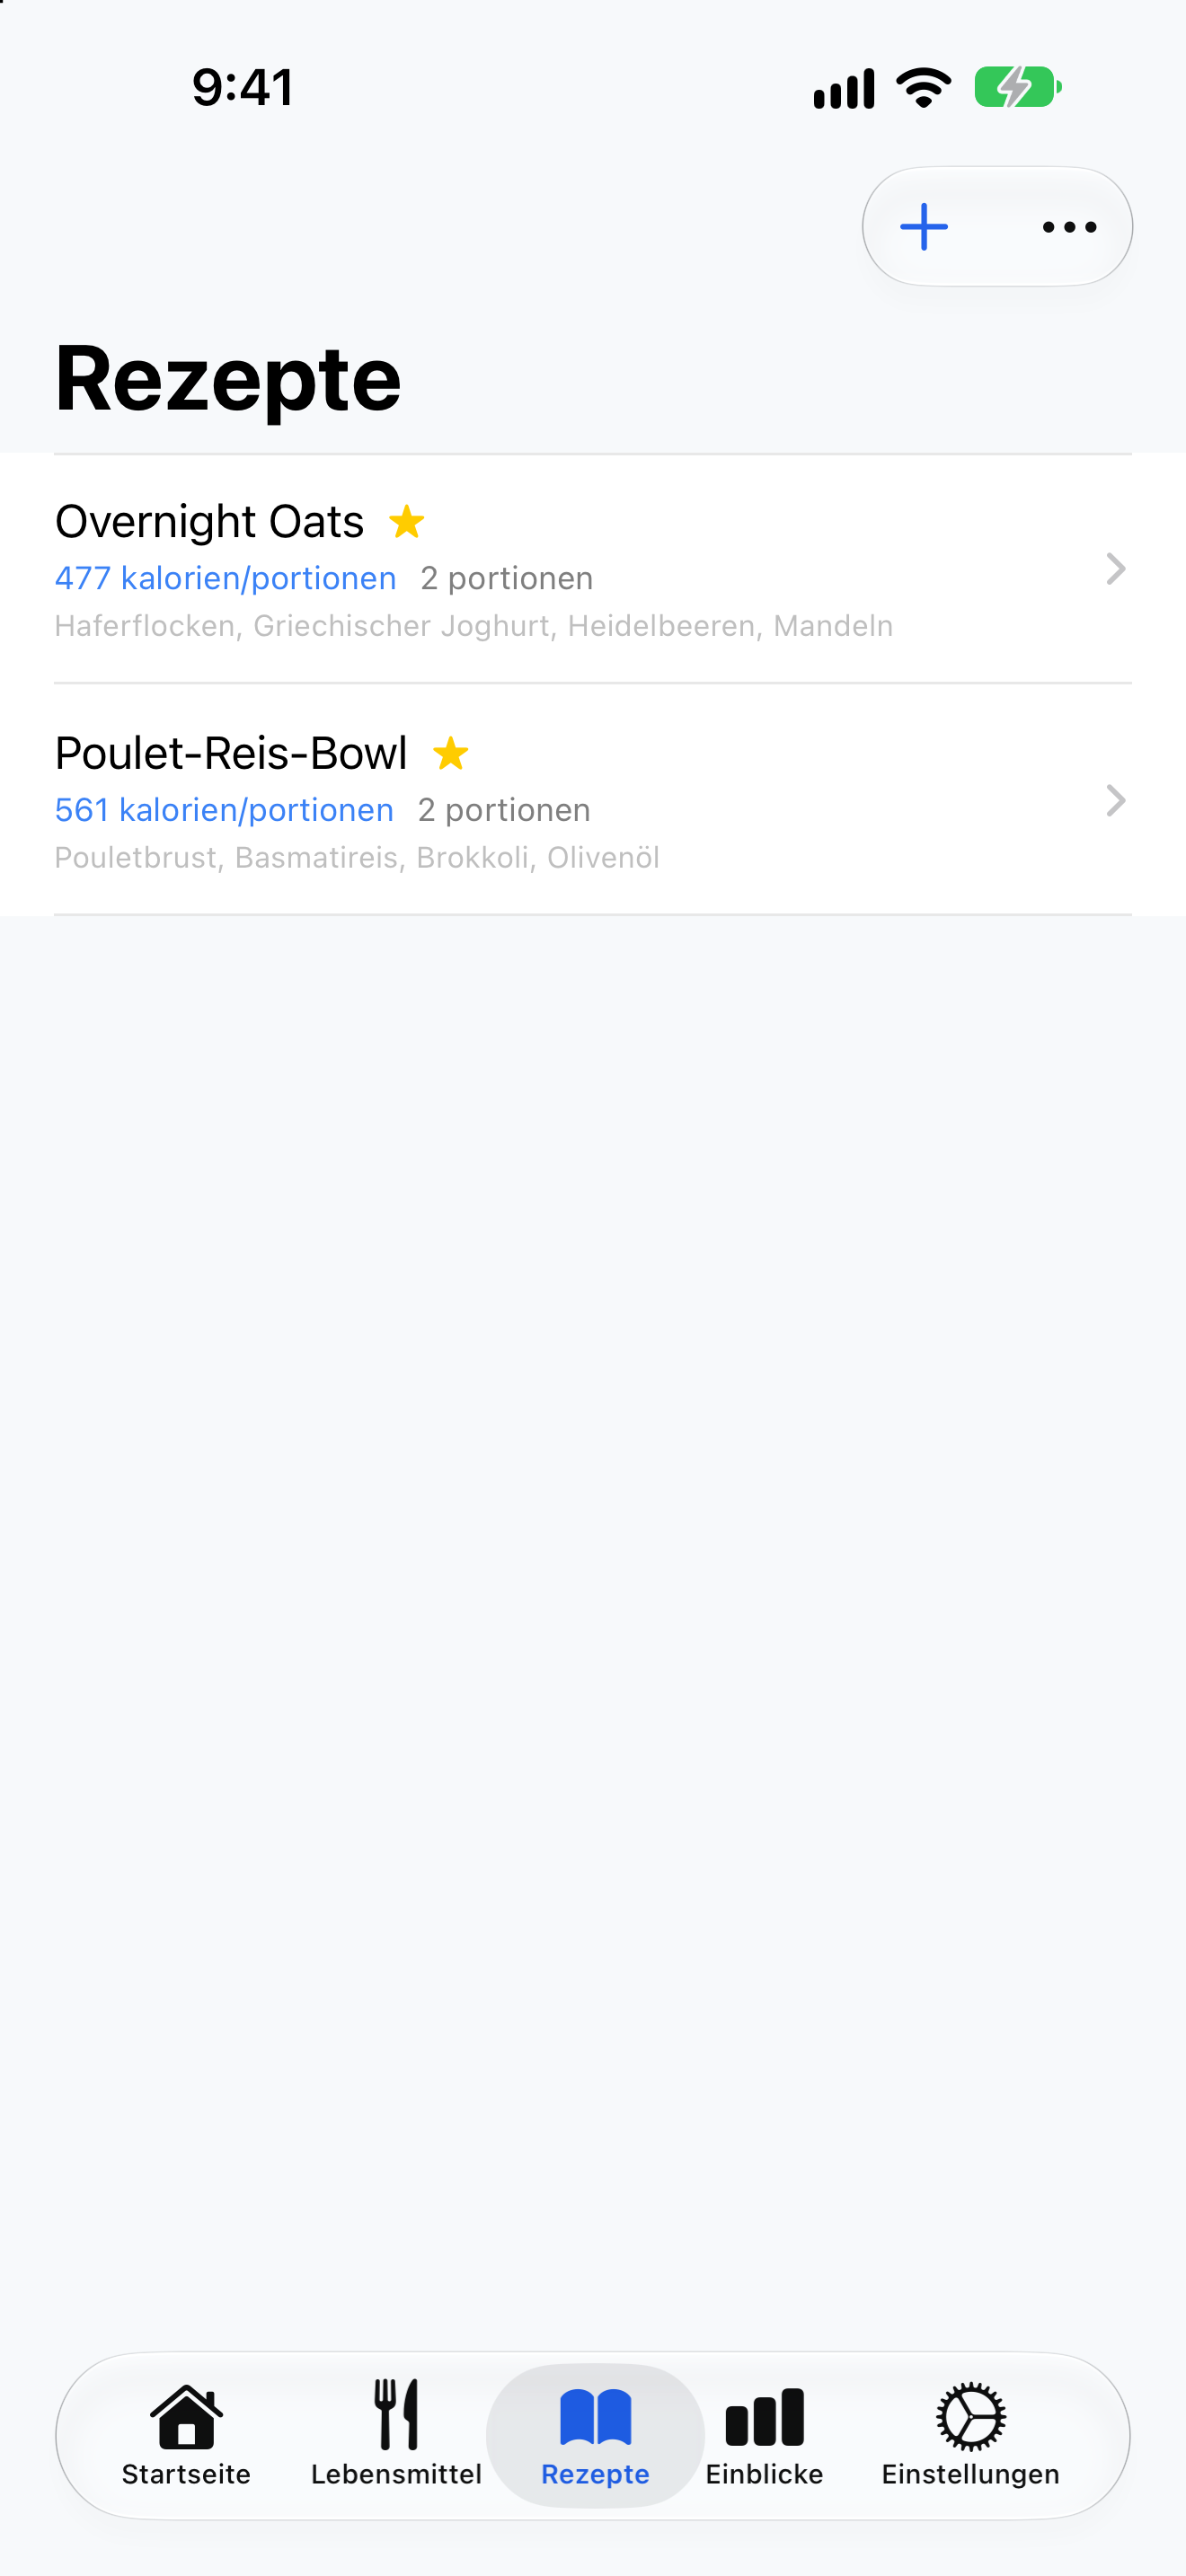 9:41
Rezepte
Overnight Oats
477 kalorien/portionen 2 portionen
Haferflocken, Griechischer Joghurt, Heidelbeeren, Mandeln
Poulet-Reis-Bowl
561 kalorien/portionen 2 portionen
Pouletbrust, Basmatireis, Brokkoli, Olivenöl
Startseite Lebensmittel Rezepte Einblicke Einstellungen